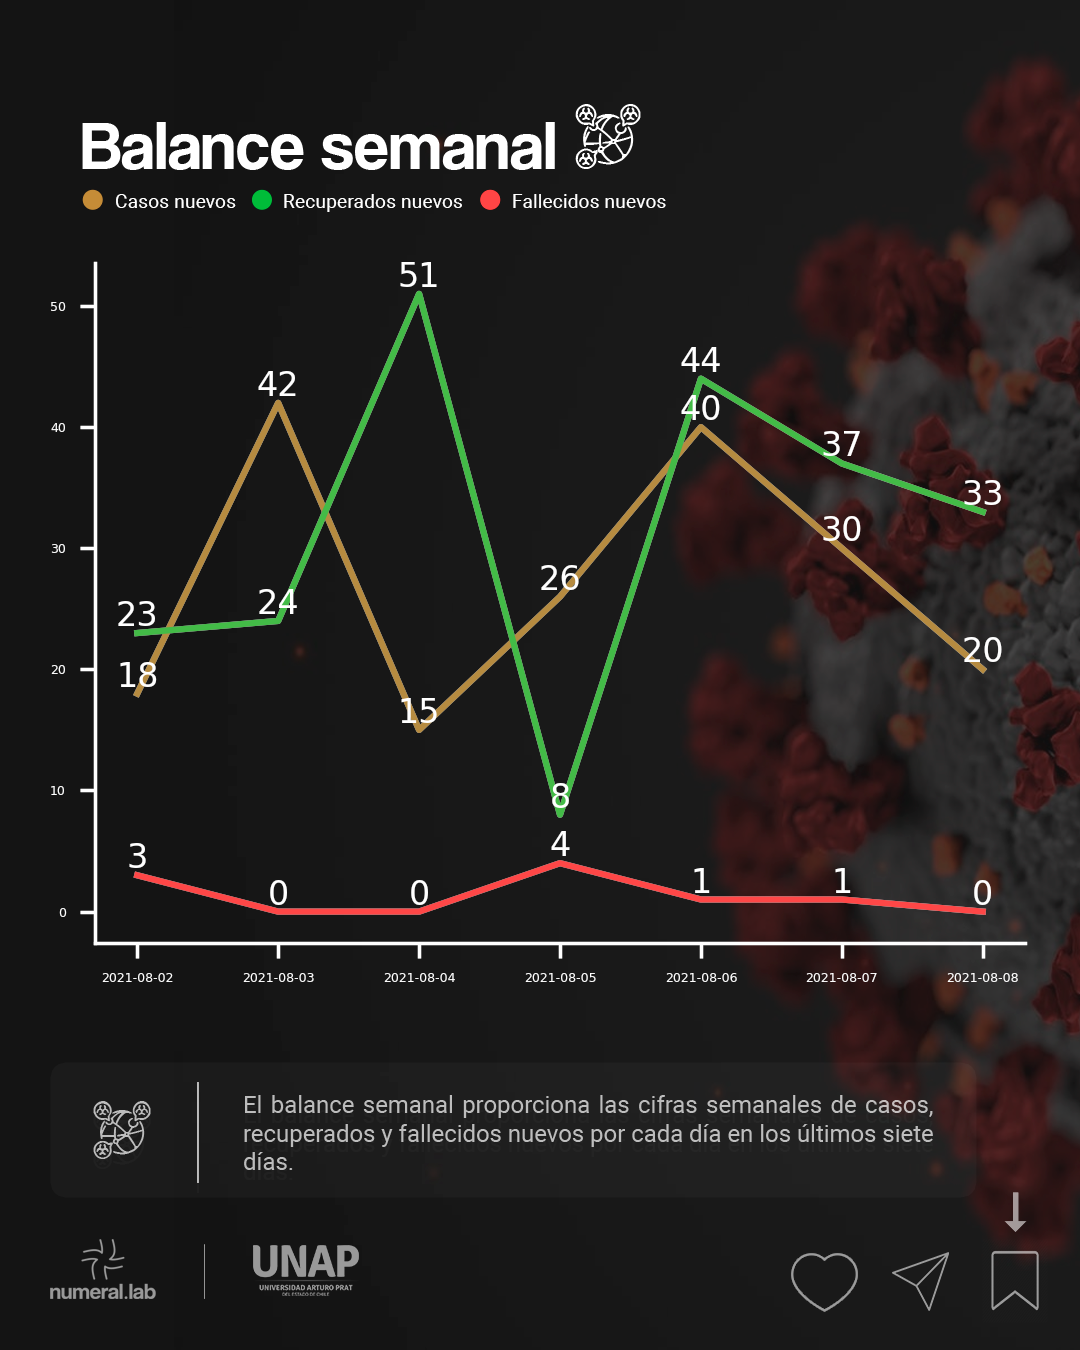 Balance semanal
Casos nuevos Recuperados nuevos Fallecidos nuevos
51
50
42
44
40
40
37
33
30
30
26
24
23
20
20
18
15
10
8
4
3
0
0
1
1
0
0
2021-08-02 2021-08-03 2021-08-04 2021-08-05 2021-08-06 2021-08-07 2021-08-08
El balance semanal proporciona las cifras semanales de casos,
recuperados y fallecidos nuevos por cada día en los últimos siete
días.
numeral.lab
UNAP
UNIVERSIDAD ARTURO PRAT
DEL ESTADO DE CHILE